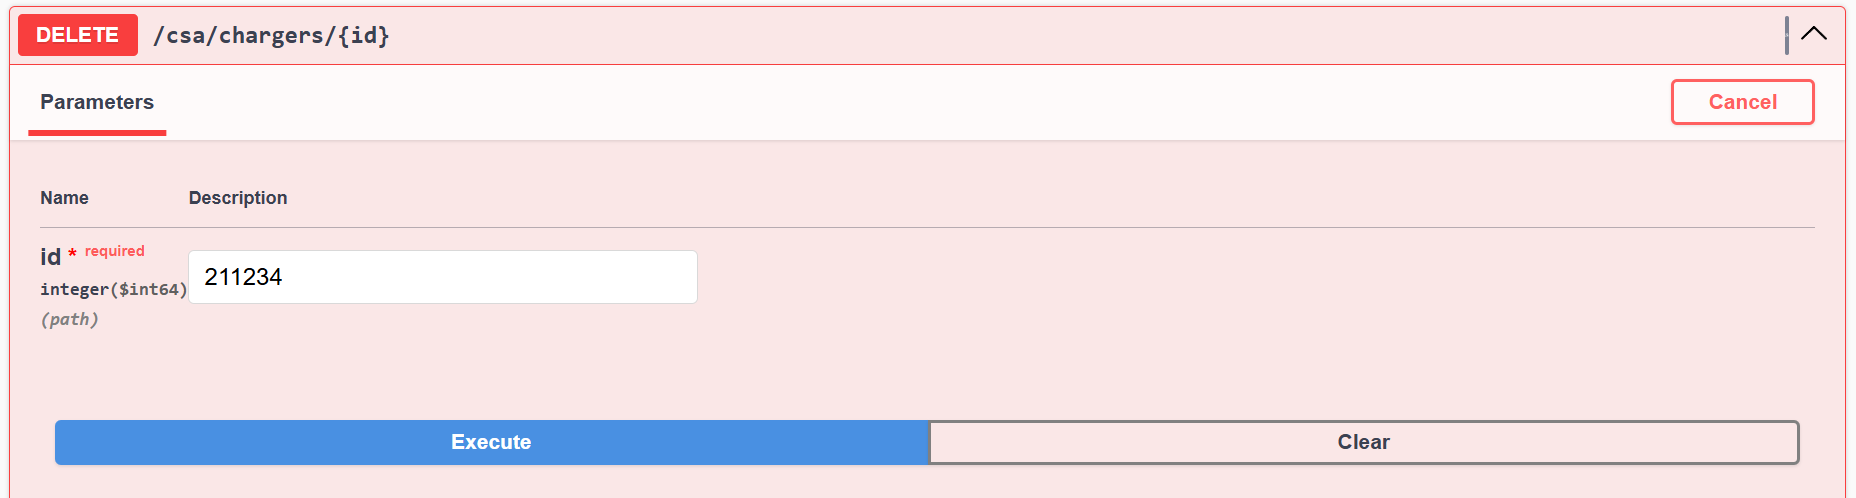 DELETE /csa/chargers/{id}
Parameters Cancel
Name Description
id * required
211234
integer($int64)
(path)
Execute Clear